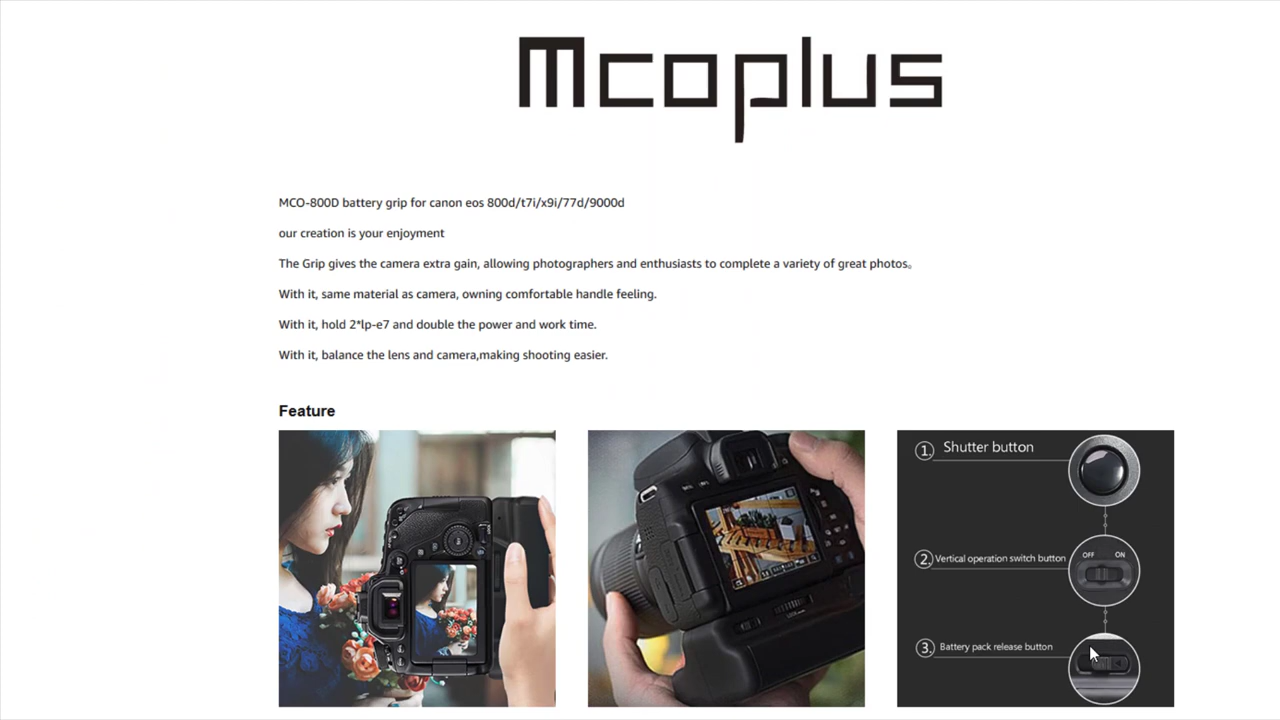 Mcoplus
MCO-800D battery grip for canon eos 800d/t7i/x9i/77d/9000d
our creation is your enjoyment
The Grip gives the camera extra gain, allowing photographers and enthusiasts to complete a variety of great photos。
With it, same material as camera, owning comfortable handle feeling.
With it, hold 2*lp-e7 and double the power and work time.
With it, balance the lens and camera,making shooting easier.
Feature
1. Shutter button
OFF ON
2. Vertical operation switch button
3. Battery pack release button